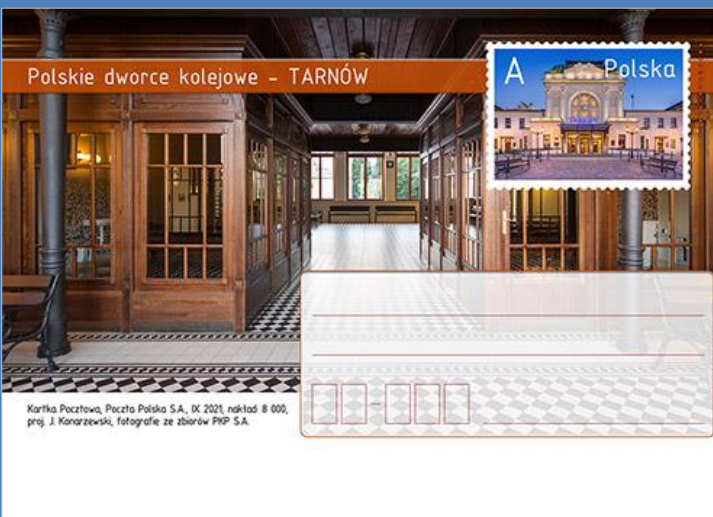 Polskie dworce kolejowe - TARNÓW
A Polska
Kartka Pocztowa, Poczta Polska S.A., IX 2021, nakład: 8 000,
proj. J. Konarzewski, fotografie ze zbiorów PKP S.A.